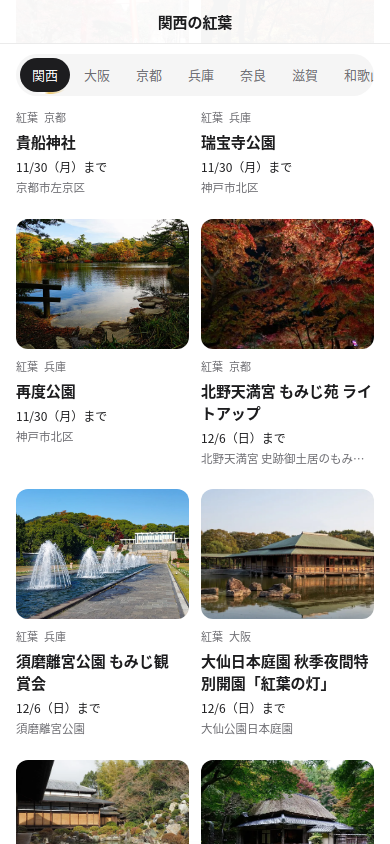 関西の紅葉
関西 大阪 京都 兵庫 奈良 滋賀
紅葉 京都
貴船神社
11/30（月）まで
京都市左京区
紅葉 兵庫
瑞宝寺公園
11/30（月）まで
神戸市北区
紅葉 兵庫
再度公園
11/30（月）まで
神戸市北区
紅葉 京都
北野天満宮 もみじ苑 ライ
トアップ
12/6（日）まで
北野天満宮 史跡御土居のもみ…
紅葉 兵庫
須磨離宮公園 もみじ観
賞会
12/6（日）まで
須磨離宮公園
紅葉 大阪
大仙日本庭園 秋季夜間特
別開園「紅葉の灯」
12/6（日）まで
大仙公園日本庭園